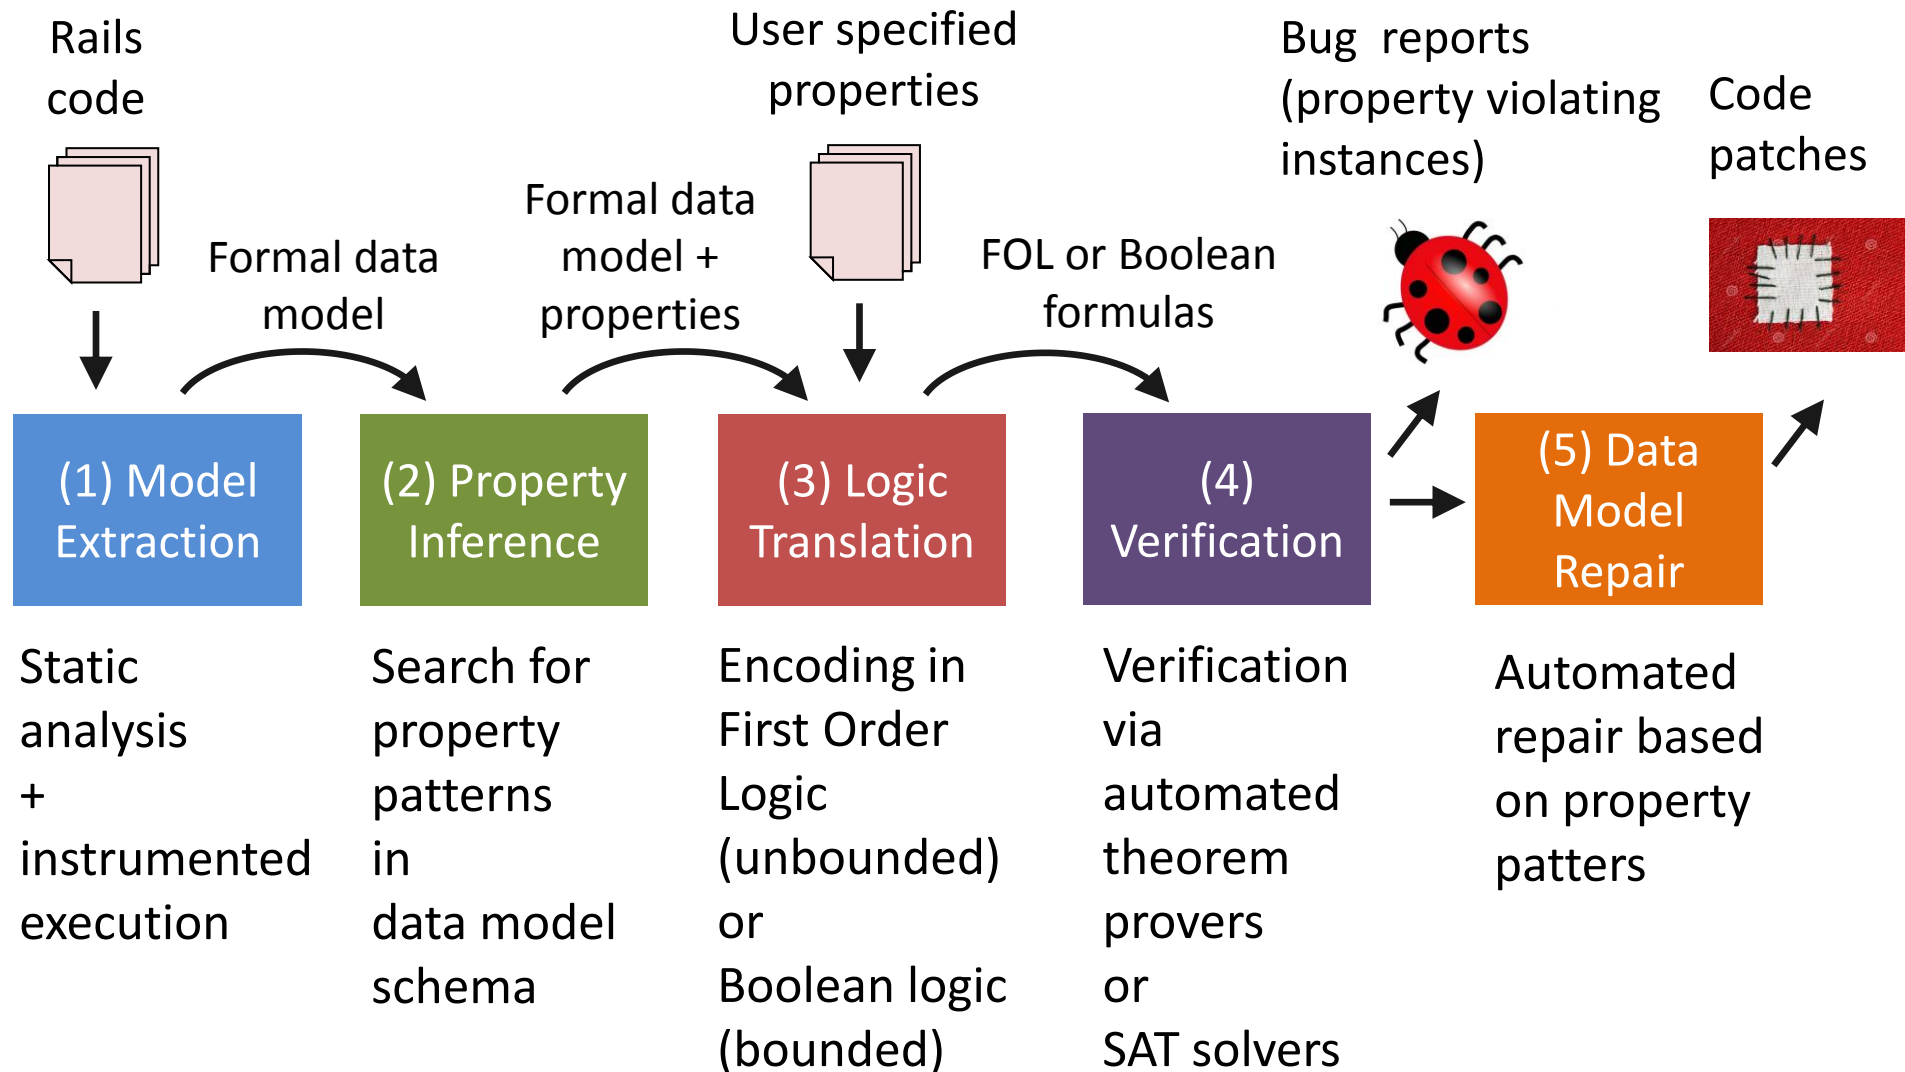 Rails
code
User specified
properties
Bug  reports
(property violating
instances)
Code
patches
Formal data
model
Formal data
model +
properties
FOL or Boolean
formulas
(1) Model
Extraction
(2) Property
Inference
(3) Logic
Translation
(4)
Verification
(5) Data
Model
Repair
Static
analysis
+
instrumented
execution
Search for
property
patterns
in
data model
schema
Encoding in
First Order
Logic
(unbounded)
or
Boolean logic
(bounded)
Verification
via
automated
theorem
provers
or
SAT solvers
Automated
repair based
on property
patters